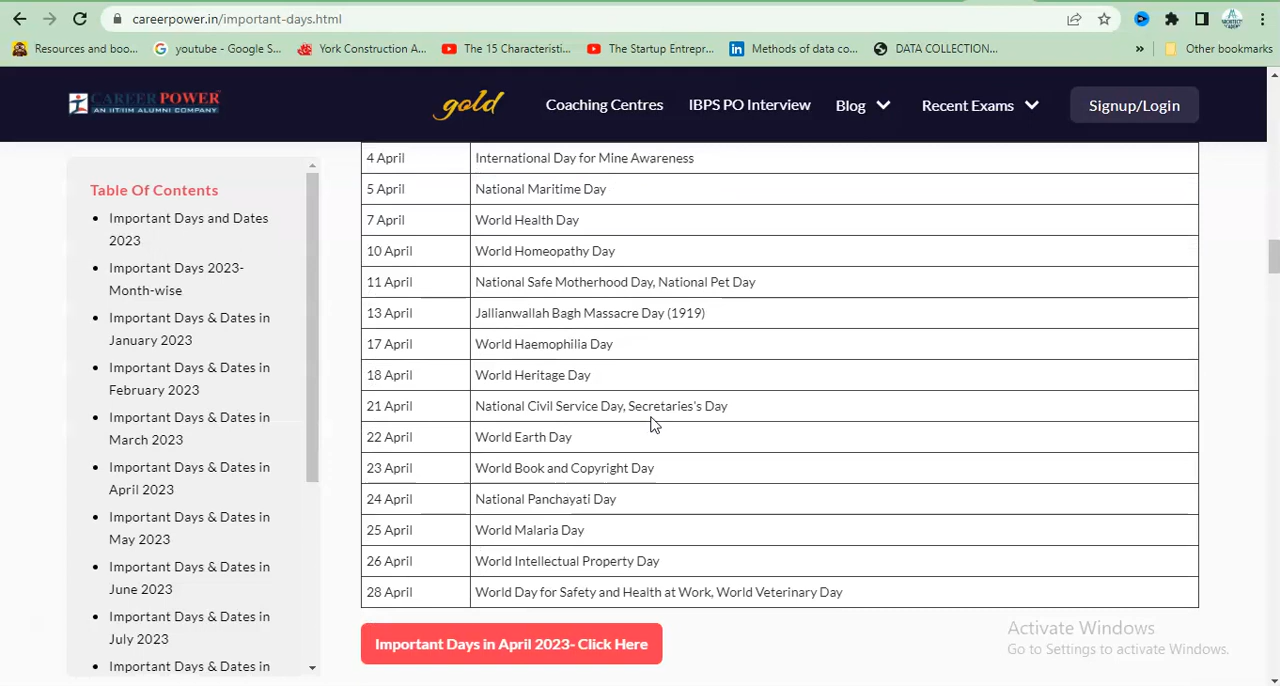 careerpower.in/important-days.html
Resources and boo...
youtube - Google S...
York Construction A...
The 15 Characteristi...
The Startup Entrepr...
Methods of data co...
DATA COLLECTION...
»
Other bookmarks
CAREER POWER
AN IIT/IIM ALUMNI COMPANY
gold
Coaching Centres
IBPS PO Interview
Blog
Recent Exams
Signup/Login
Table Of Contents
• Important Days and Dates
2023
• Important Days 2023-
Month-wise
• Important Days & Dates in
January 2023
• Important Days & Dates in
February 2023
• Important Days & Dates in
March 2023
• Important Days & Dates in
April 2023
• Important Days & Dates in
May 2023
• Important Days & Dates in
June 2023
• Important Days & Dates in
July 2023
• Important Days & Dates in
4 April International Day for Mine Awareness
5 April National Maritime Day
7 April World Health Day
10 April World Homeopathy Day
11 April National Safe Motherhood Day, National Pet Day
13 April Jallianwallah Bagh Massacre Day (1919)
17 April World Haemophilia Day
18 April World Heritage Day
21 April National Civil Service Day, Secretaries's Day
22 April World Earth Day
23 April World Book and Copyright Day
24 April National Panchayati Day
25 April World Malaria Day
26 April World Intellectual Property Day
28 April World Day for Safety and Health at Work, World Veterinary Day
Important Days in April 2023- Click Here
Activate Windows
Go to Settings to activate Windows.